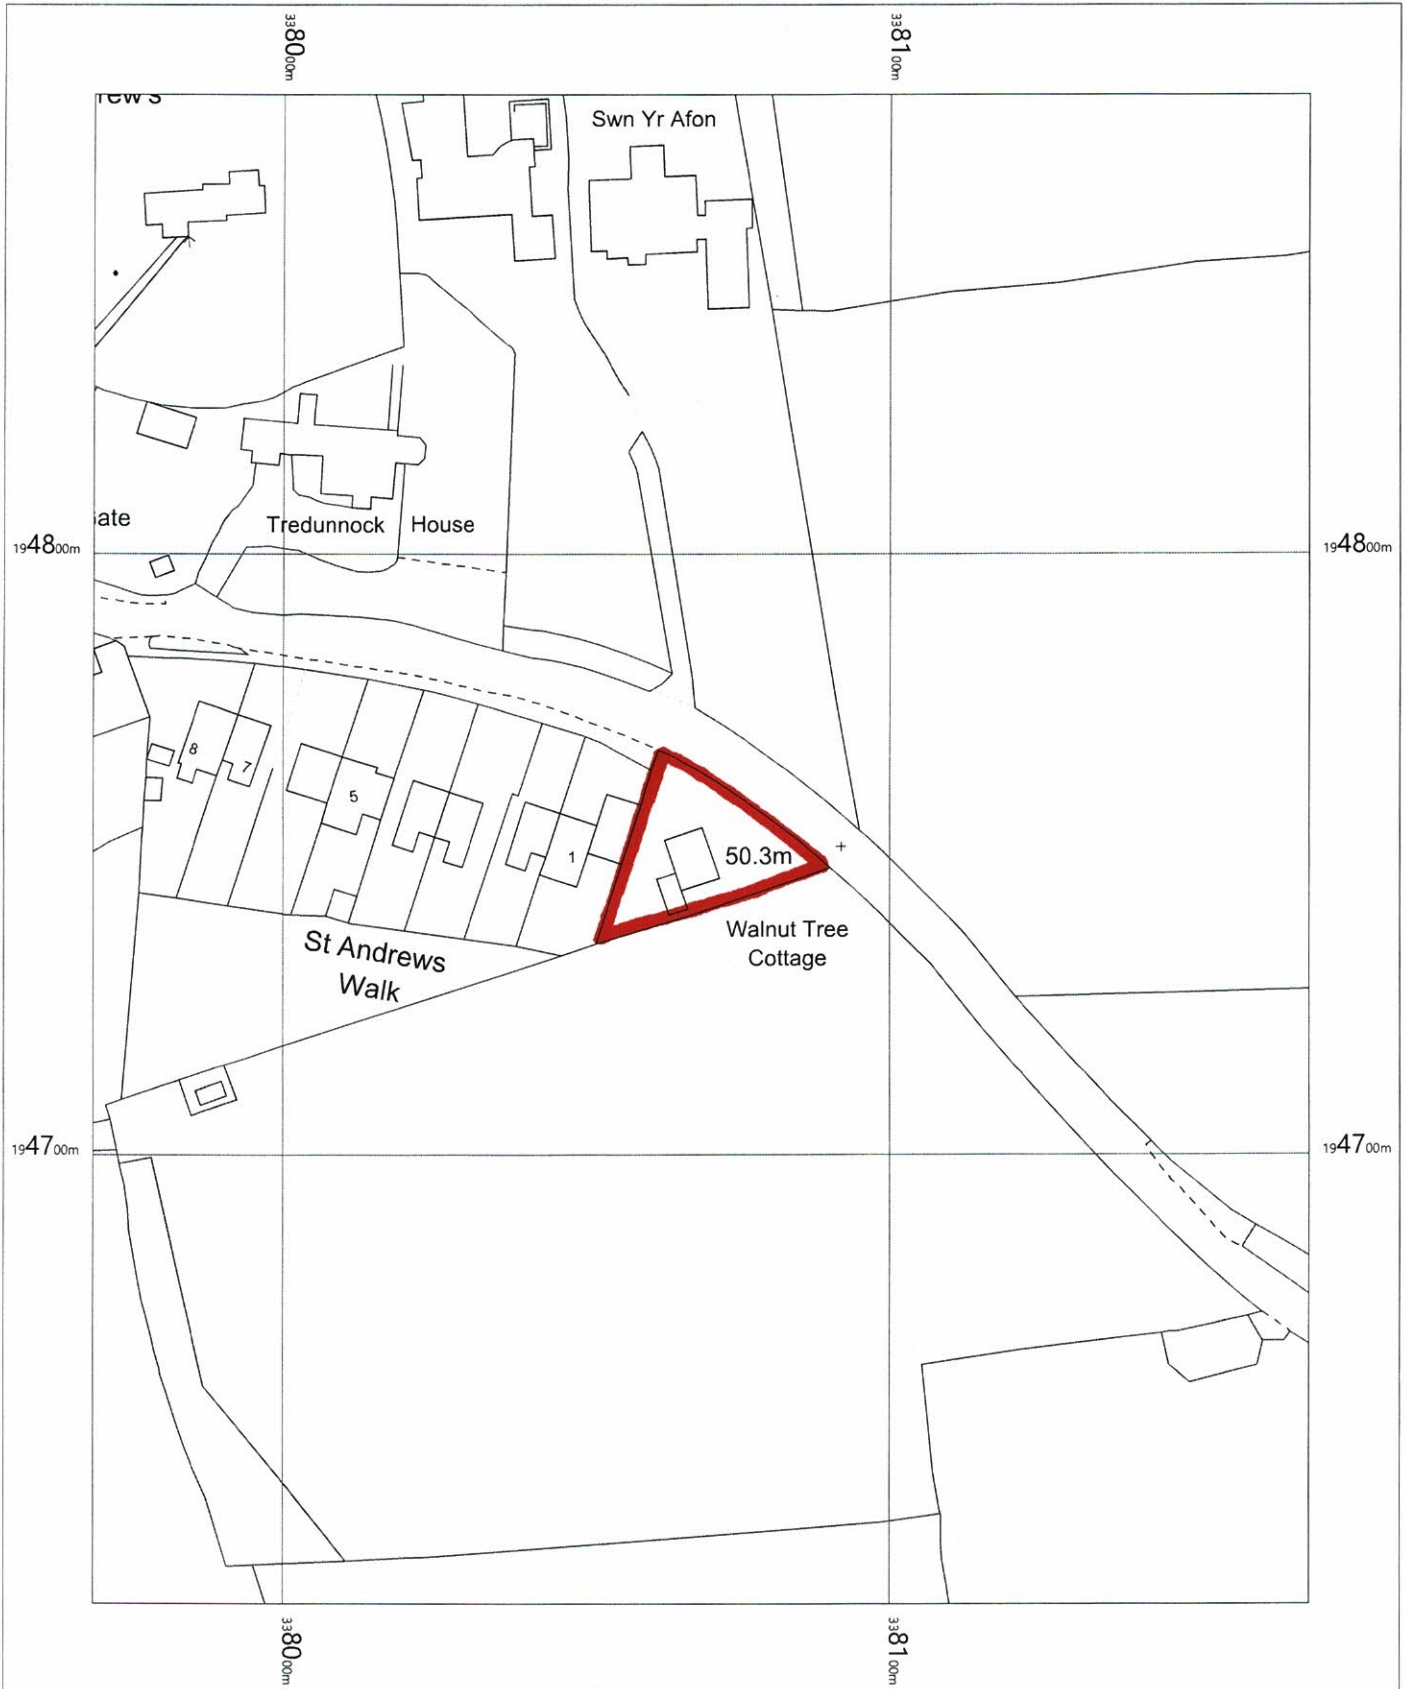 3380 00m
3381 00m
Swn Yr Afon
Tredunnock House
1948 00m
1948 00m
8
7
5
1
50.3m
Walnut Tree
Cottage
St Andrews
Walk
1947 00m
1947 00m
3380 00m
3381 00m